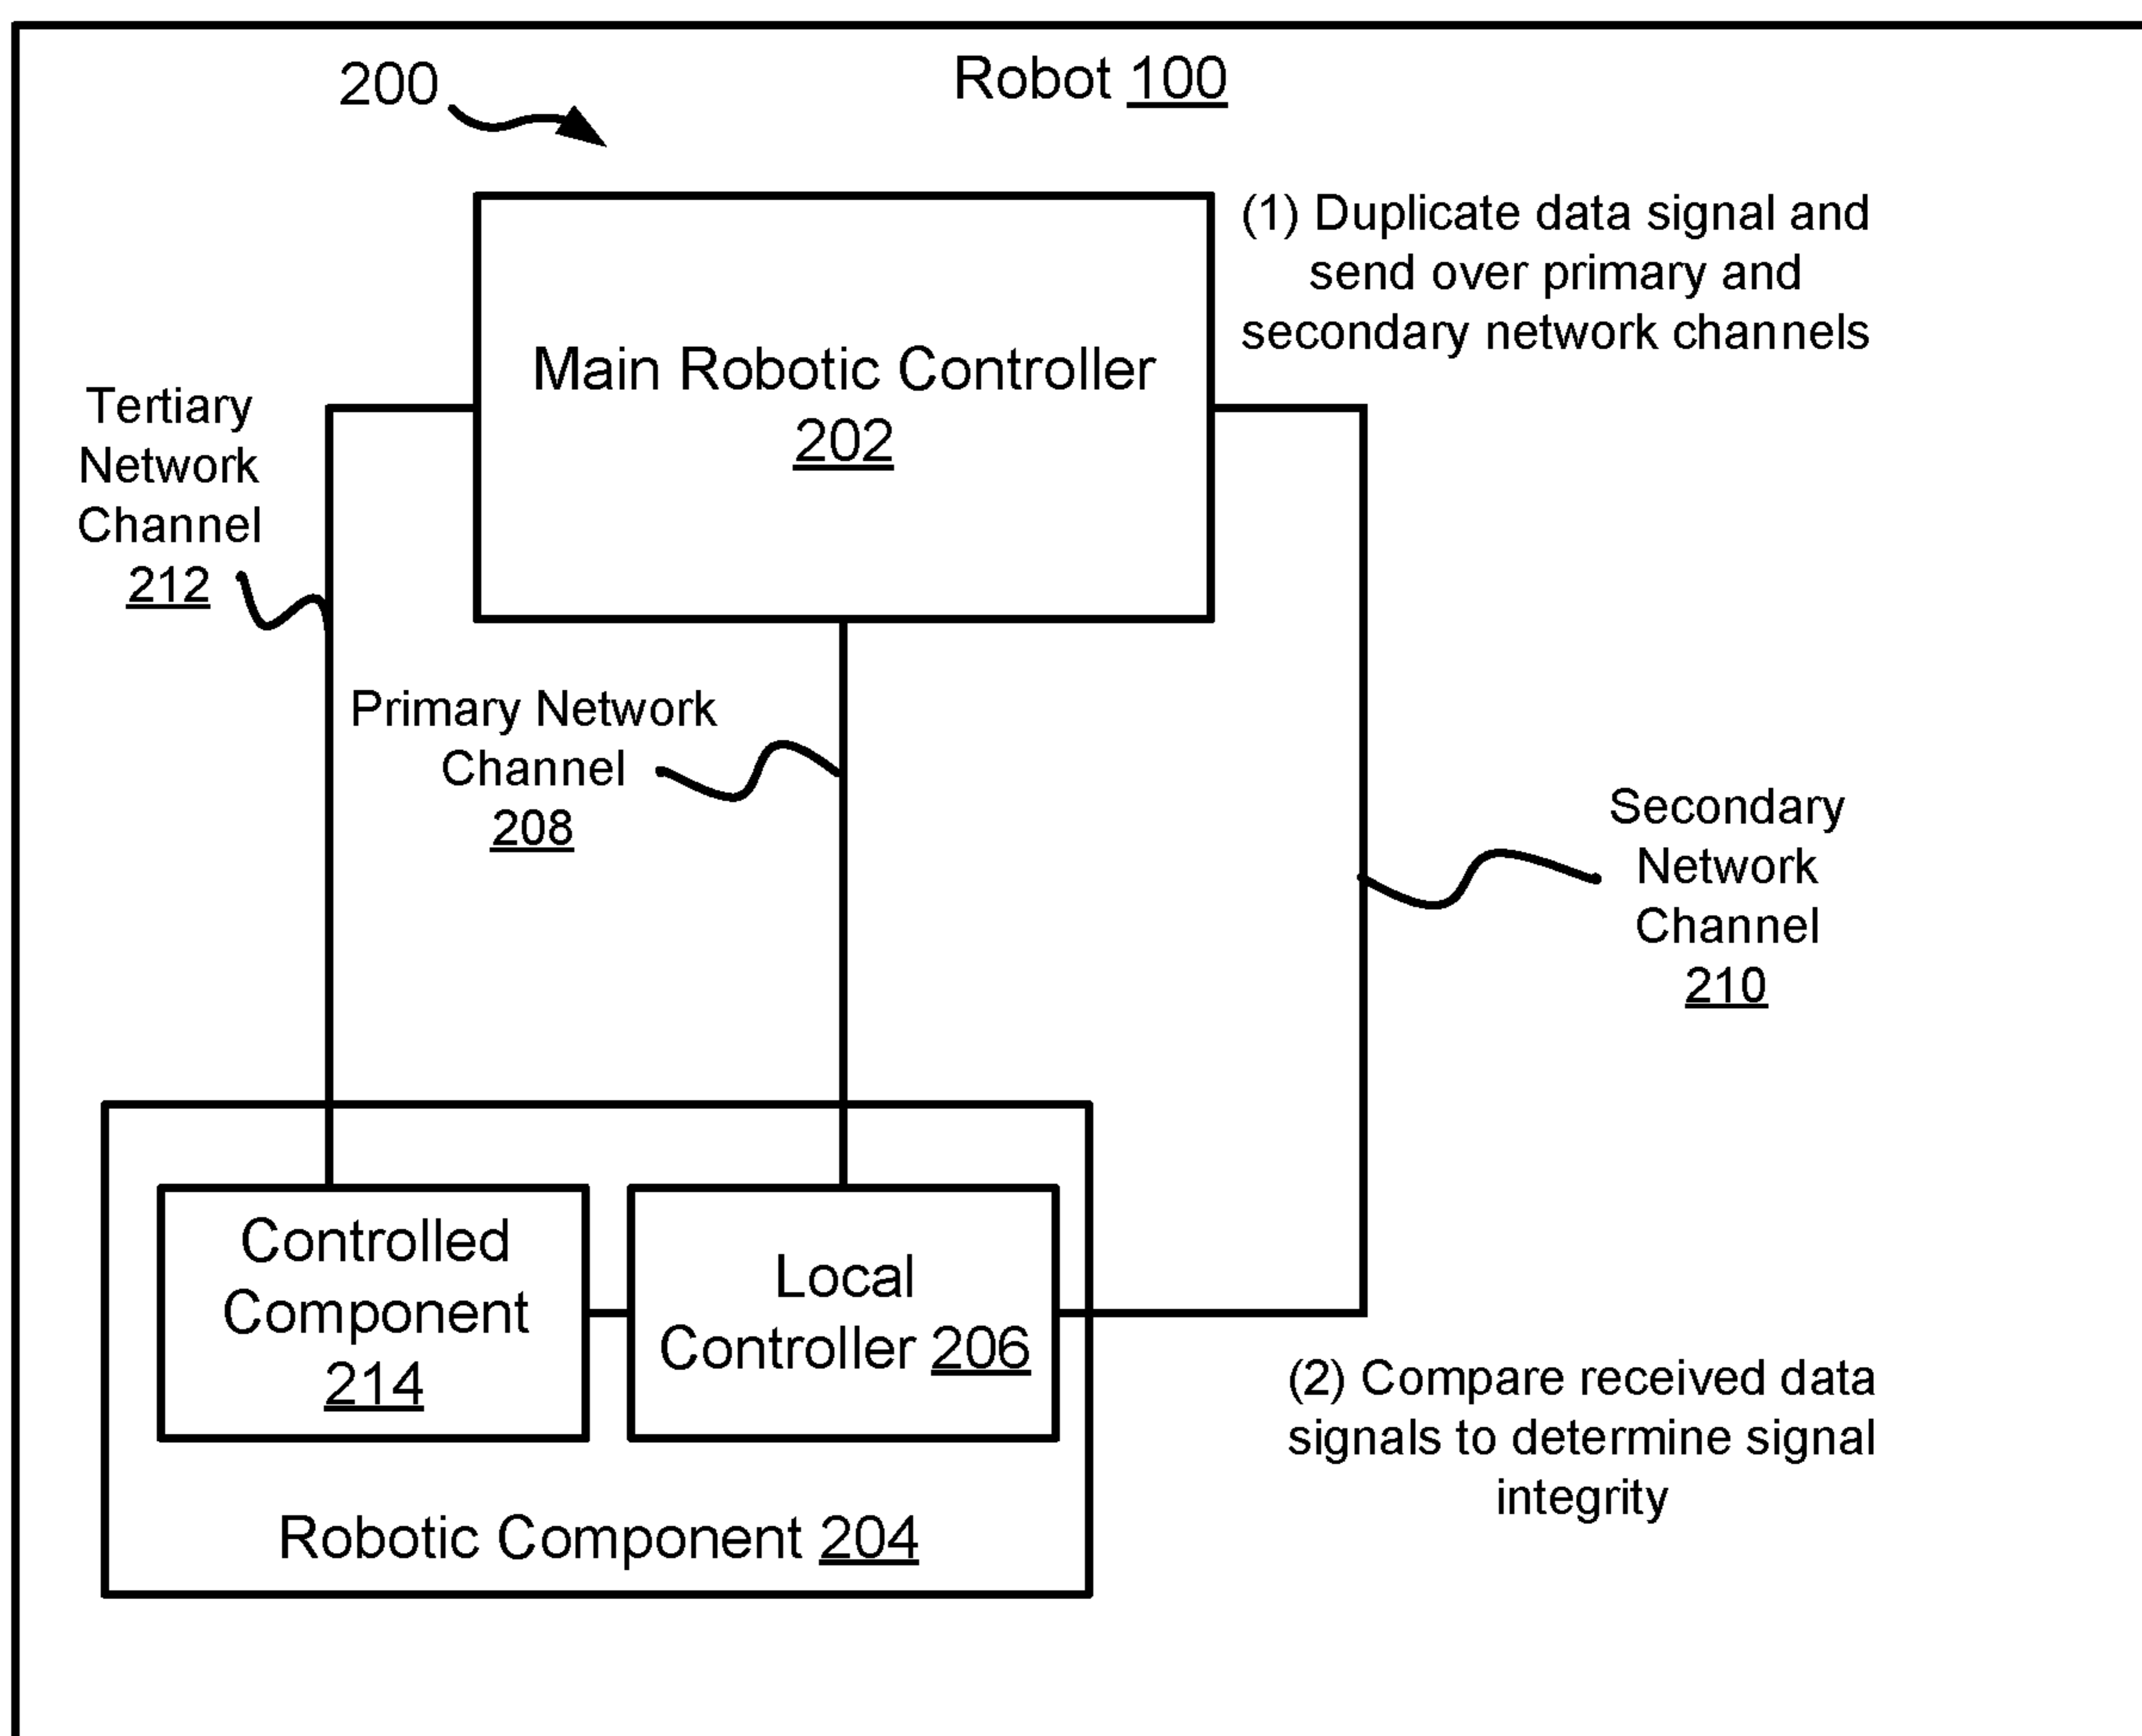 200
Robot 100
(1) Duplicate data signal and
send over primary and
secondary network channels
Main Robotic Controller
202
Tertiary
Network
Channel
212
Primary Network
Channel
208
Secondary
Network
Channel
210
Controlled
Component
214
Local
Controller 206
(2) Compare received data
signals to determine signal
integrity
Robotic Component 204